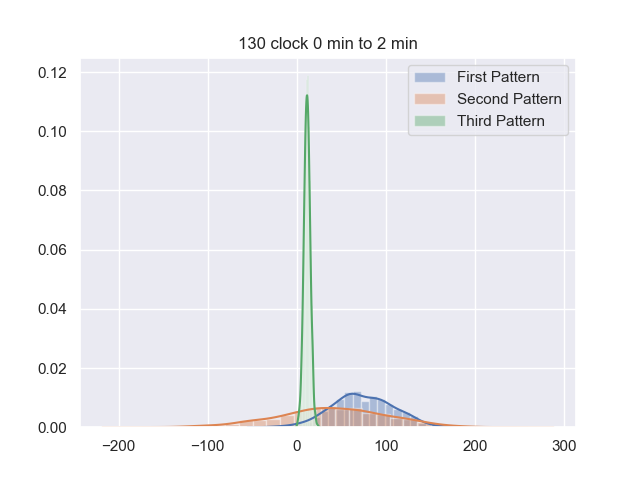 130 clock 0 min to 2 min
First Pattern
Second Pattern
Third Pattern
0.12
0.10
0.08
0.06
0.04
0.02
0.00
−200 −100 0 100 200 300